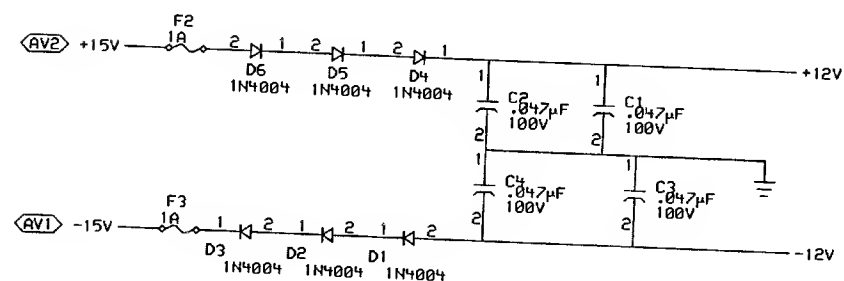 F2
1A
AV2 +15V 2 1 2 1 2 1
D6 D5 D4
1N4004 1N4004 1N4004
+12V
1 1
C2 C1
.047µF .047µF
100V 100V
2 2
1 1
C4 C3
.047µF .047µF
100V 100V
2 2
F3
1A
AV1 -15V 1 2 1 2 1 2
D3 D2 D1
1N4004 1N4004 1N4004
-12V